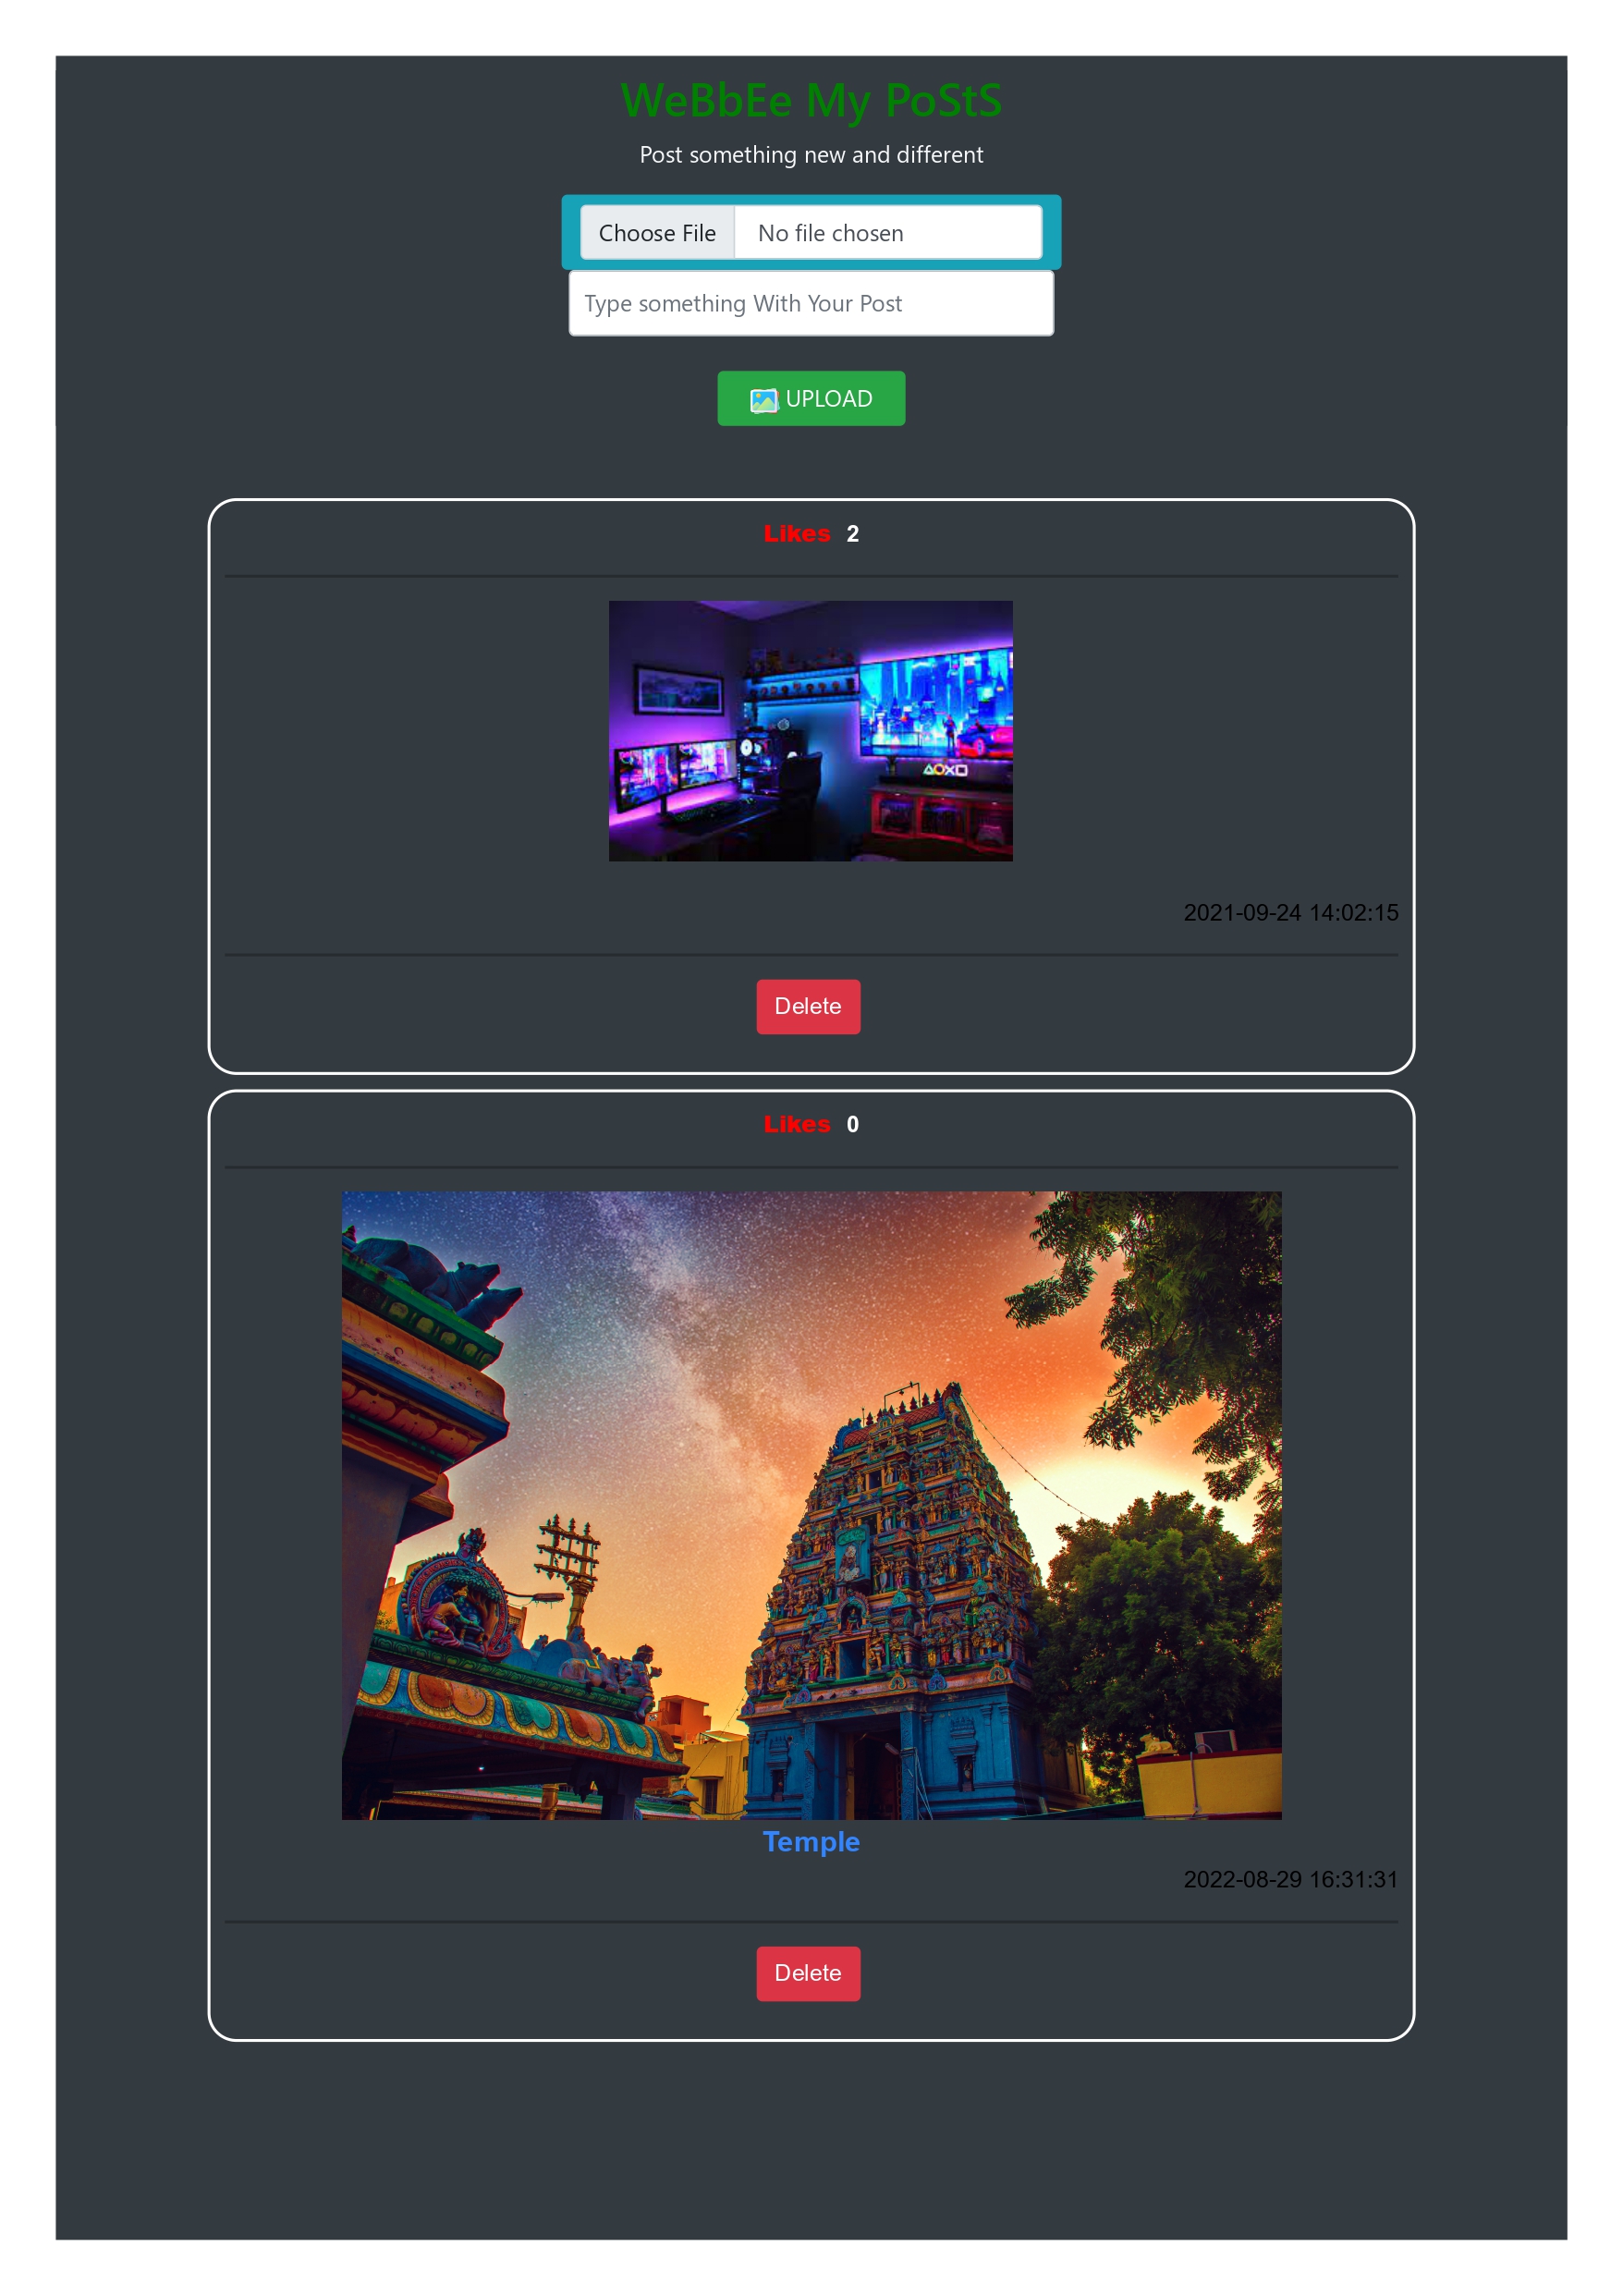 WeBbEe My PoStS
Post something new and different
Choose File No file chosen
Type something With Your Post
UPLOAD
Likes 2
2021-09-24 14:02:15
Delete
Likes 0
Temple
2022-08-29 16:31:31
Delete